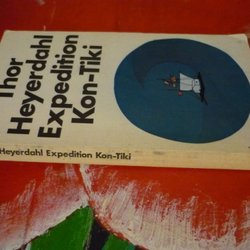 Thor
Heyerdahl
Expedition
Kon-Tiki
Heyerdahl Expedition Kon-Tiki